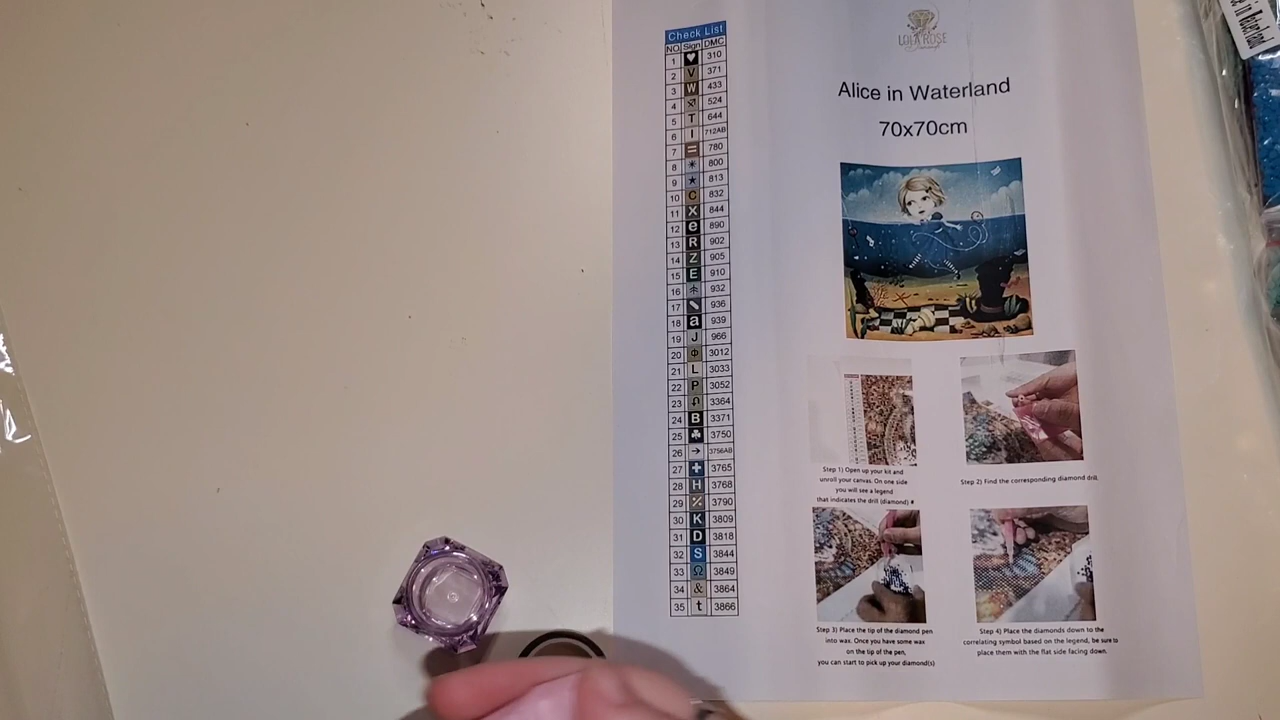 Check List
NO Sign DMC
1 ♥ 310
2 V 371
3 W 433
4 524
5 T 644
6 I 712AB
7 = 780
8 ✳ 800
9 ★ 813
10 C 832
11 X 844
12 e 890
13 R 902
14 Z 905
15 E 910
16 932
17 936
18 a 939
19 J 966
20 Φ 3012
21 L 3033
22 P 3052
23 3364
24 B 3371
25 ♣ 3750
26 → 3756AB
27 ✚ 3765
28 H 3768
29 ٪ 3790
30 K 3809
31 D 3818
32 S 3844
33 Ω 3849
34 & 3864
35 t 3866
LOLA ROSE
Diamonds
Alice in Waterland
70x70cm
Step 1) Open up your kit and
unroll your canvas. On one side
you will see a legend
that indicates the drill (diamond) #
Step 2) Find the corresponding diamond drill.
Step 3) Place the tip of the diamond pen
into wax. Once you have some wax
on the tip of the pen,
you can start to pick up your diamond(s)
Step 4) Place the diamonds down to the
correlating symbol based on the legend, be sure to
place them with the flat side facing down.
in Waterland